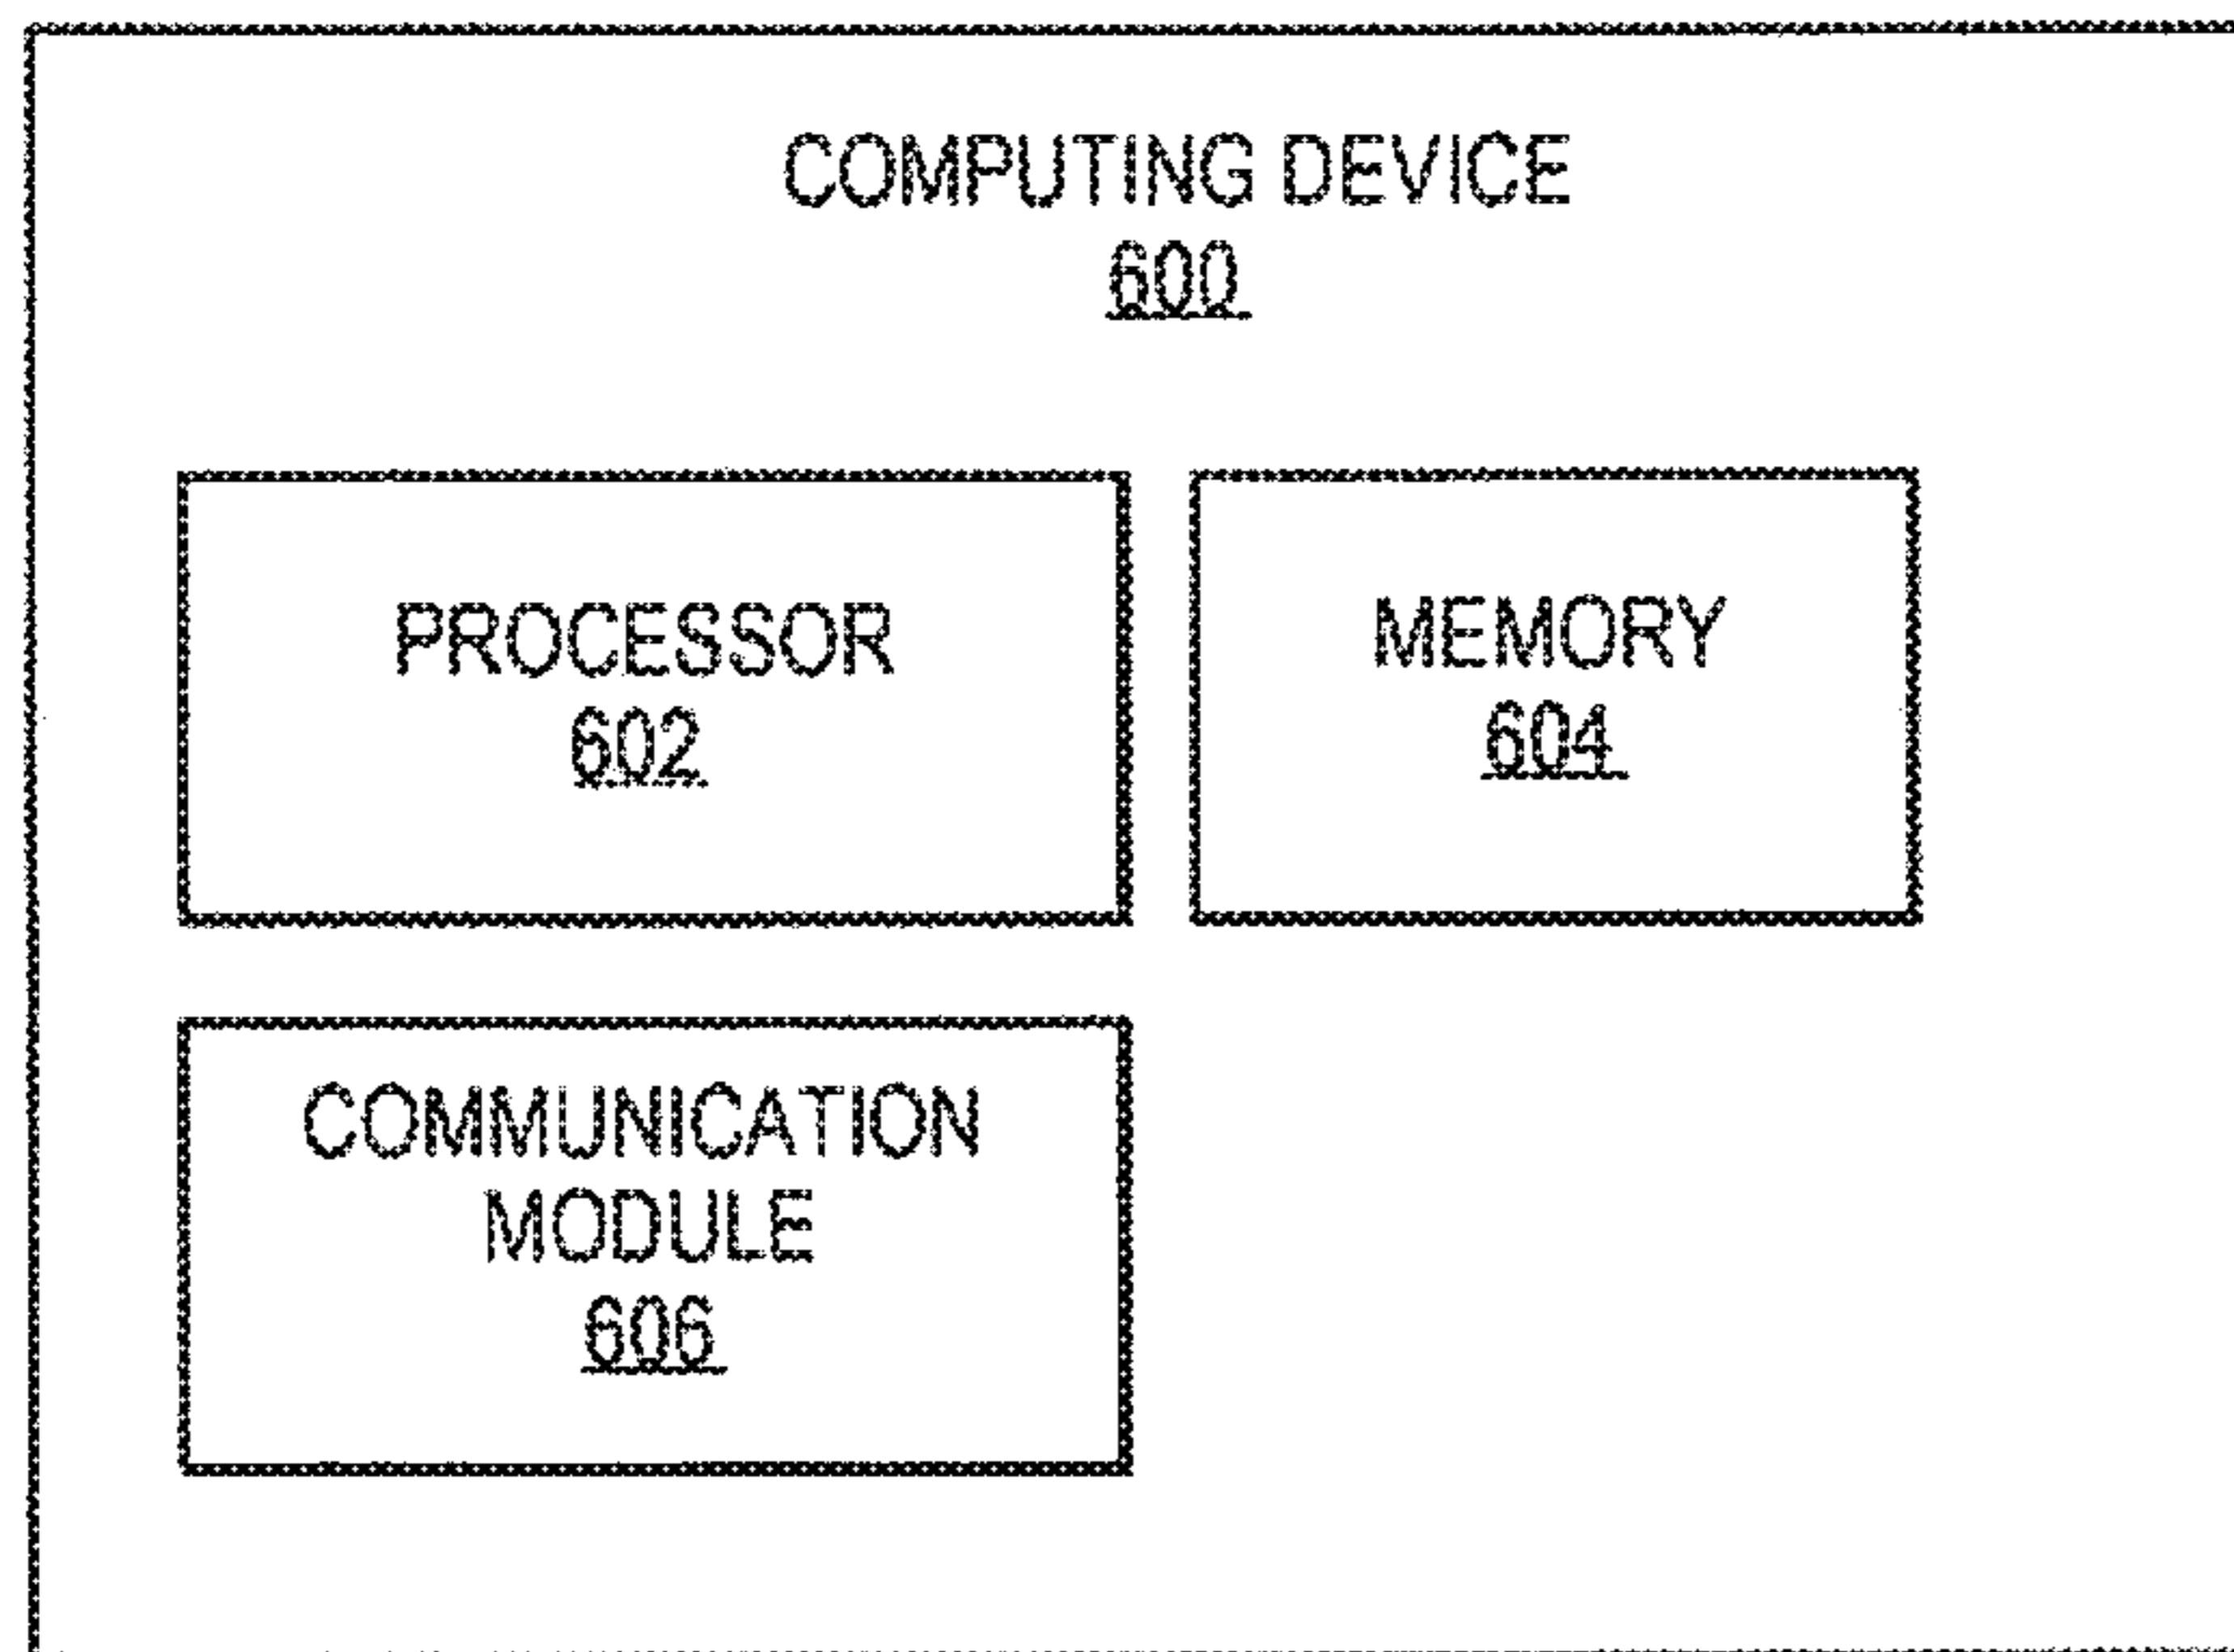 COMPUTING DEVICE
600
PROCESSOR
602
MEMORY
604
COMMUNICATION
MODULE
606